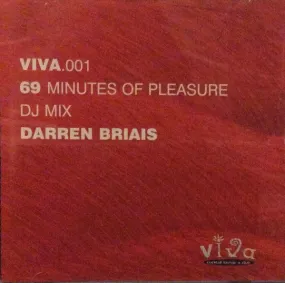 VIVA.001
69 MINUTES OF PLEASURE
DJ MIX
DARREN BRIAIS
viva